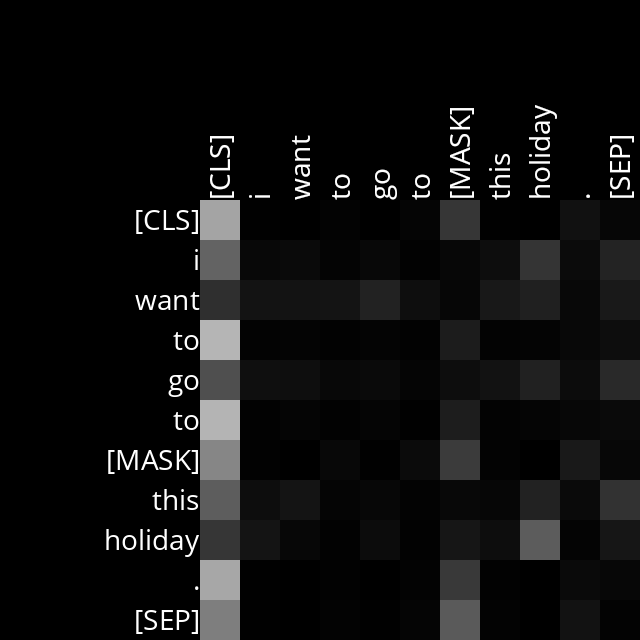 [CLS] i want to go to [MASK] this holiday . [SEP]
[CLS]
i
want
to
go
to
[MASK]
this
holiday
.
[SEP]